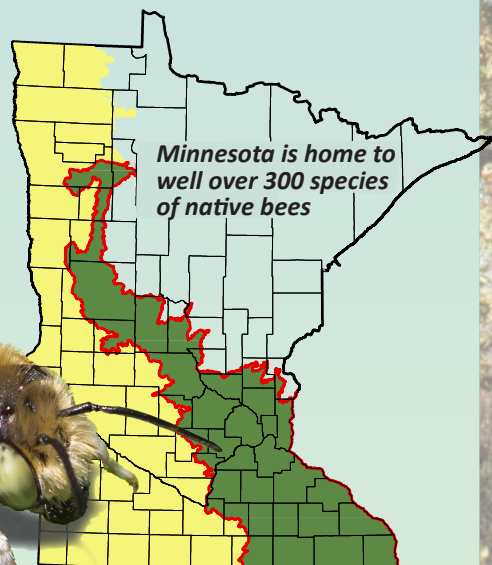 Minnesota is home to
well over 300 species
of native bees